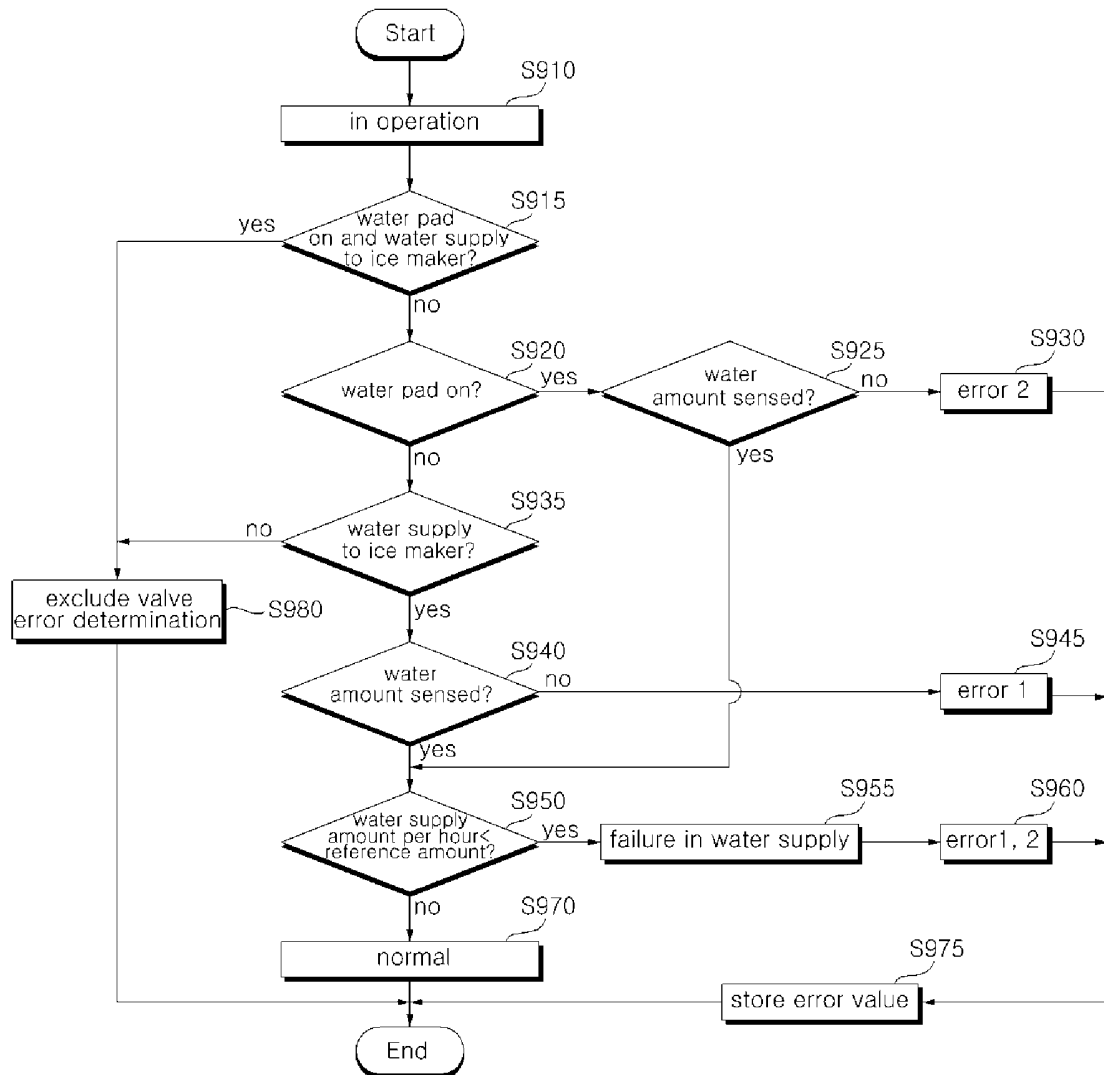 Start
S910
in operation
S915
yes
water pad
on and water supply
to ice maker?
no
S920
water pad on?
yes
S925
water
amount sensed?
no
S930
error 2
no
yes
S935
no
water supply
to ice maker?
exclude valve
error determination
S980
yes
S940
water
amount sensed?
no
S945
error 1
yes
S950
water supply
amount per hour<
reference amount?
yes
S955
failure in water supply
S960
error1, 2
no
S970
normal
S975
store error value
End